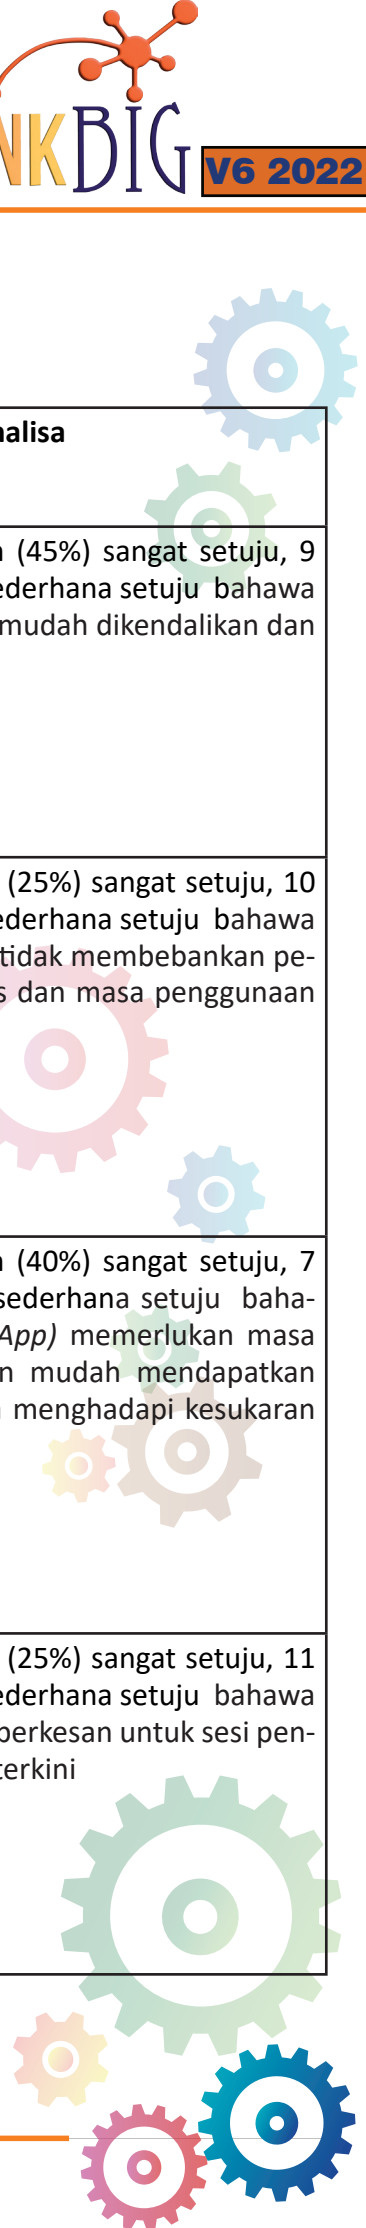 NKBIG
V6 2022
nalisa
(45%) sangat setuju, 9
ederhana setuju bahawa
mudah dikendalikan dan
(25%) sangat setuju, 10
ederhana setuju bahawa
tidak membebankan pe-
s dan masa penggunaan
(40%) sangat setuju, 7
sederhana setuju baha-
App) memerlukan masa
n mudah mendapatkan
menghadapi kesukaran
(25%) sangat setuju, 11
ederhana setuju bahawa
berkesan untuk sesi pen-
terkini